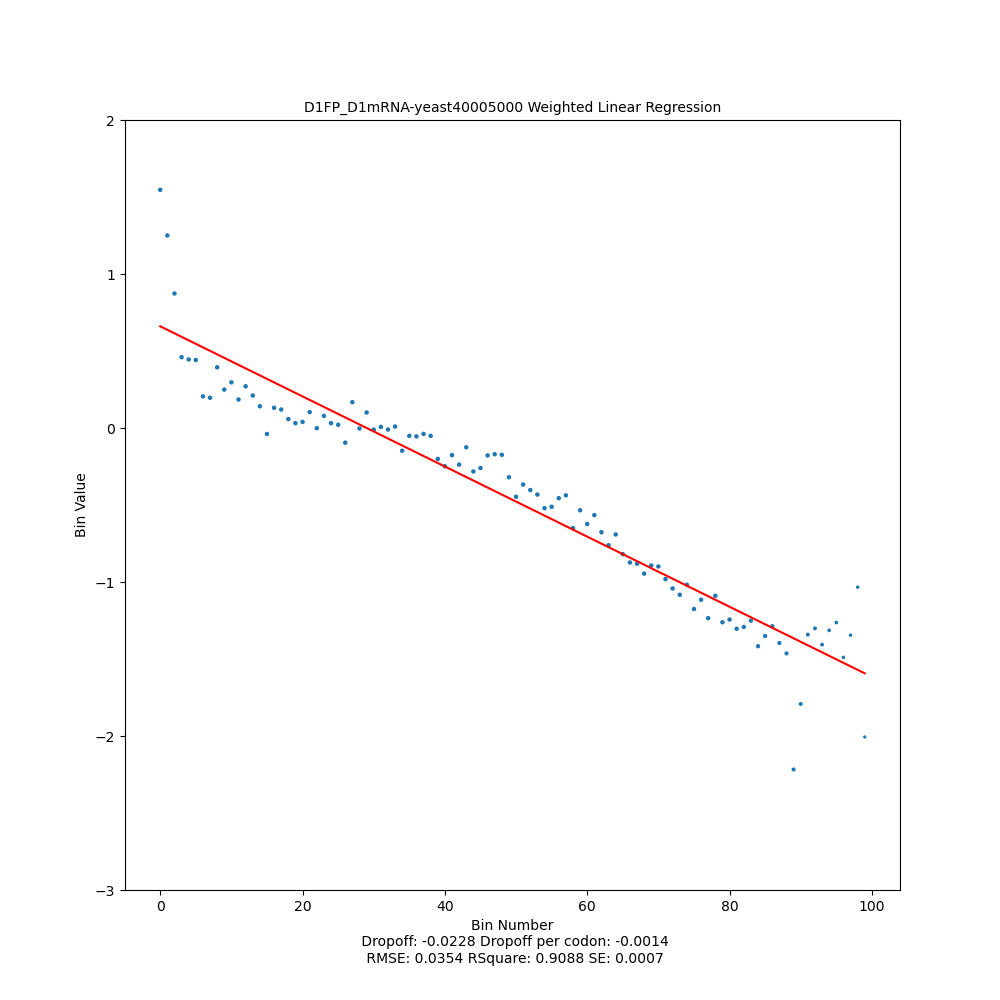 D1FP_D1mRNA-yeast40005000 Weighted Linear Regression
2
1
0
−1
−2
−3
Bin Value
0 20 40 60 80 100
Bin Number
Dropoff: -0.0228 Dropoff per codon: -0.0014
RMSE: 0.0354 RSquare: 0.9088 SE: 0.0007